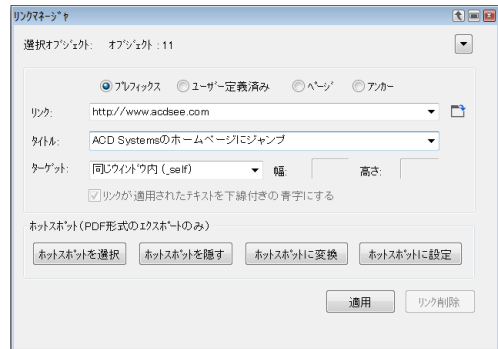 リンクマネージャ
選択オブジェクト: オブジェクト:11
プレフィックス ユーザー定義済み ページ アンカー
リンク: http://www.acdsee.com
タイトル: ACD Systemsのホームページにジャンプ
ターゲット: 同じウィンドウ内 (_self) 幅: 高さ:
リンクが適用されたテキストを下線付きの青字にする
ホットスポット(PDF形式のエクスポートのみ)
ホットスポットを選択 ホットスポットを隠す ホットスポットに変換 ホットスポットに設定
適用 リンク削除